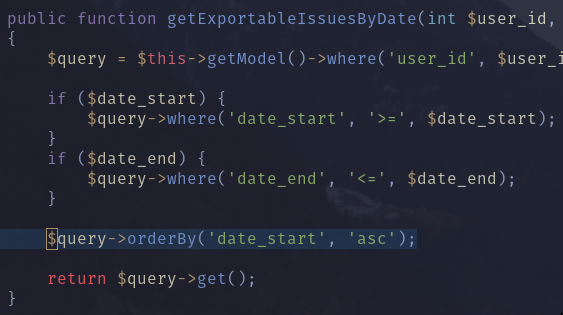 public function getExportableIssuesByDate(int $user_id,
{
    $query = $this->getModel()->where('user_id', $user_i
    if ($date_start) {
        $query->where('date_start', '>=', $date_start);
    }
    if ($date_end) {
        $query->where('date_end', '<=', $date_end);
    }
    $query->orderBy('date_start', 'asc');
    return $query->get();
}